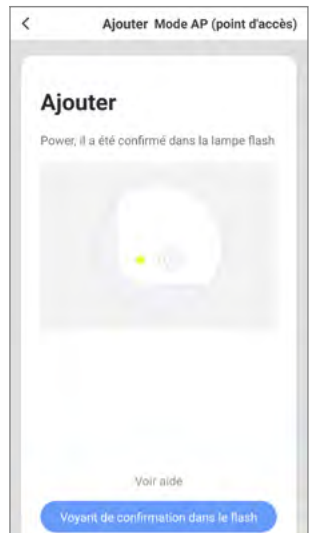 Ajouter Mode AP (point d'accès)
Ajouter
Power, il a été confirmé dans la lampe flash
Voir aide
Voyant de confirmation dans le flash